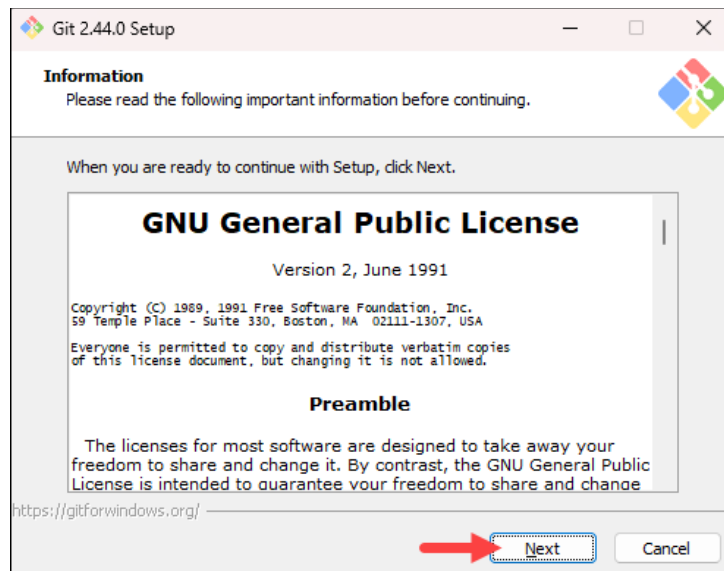 Git 2.44.0 Setup
Information
Please read the following important information before continuing.
When you are ready to continue with Setup, click Next.
GNU General Public License
Version 2, June 1991
Copyright (C) 1989, 1991 Free Software Foundation, Inc.
59 Temple Place - Suite 330, Boston, MA  02111-1307, USA
Everyone is permitted to copy and distribute verbatim copies
of this license document, but changing it is not allowed.
Preamble
The licenses for most software are designed to take away your
freedom to share and change it. By contrast, the GNU General Public
License is intended to guarantee your freedom to share and change
https://gitforwindows.org/
Next
Cancel